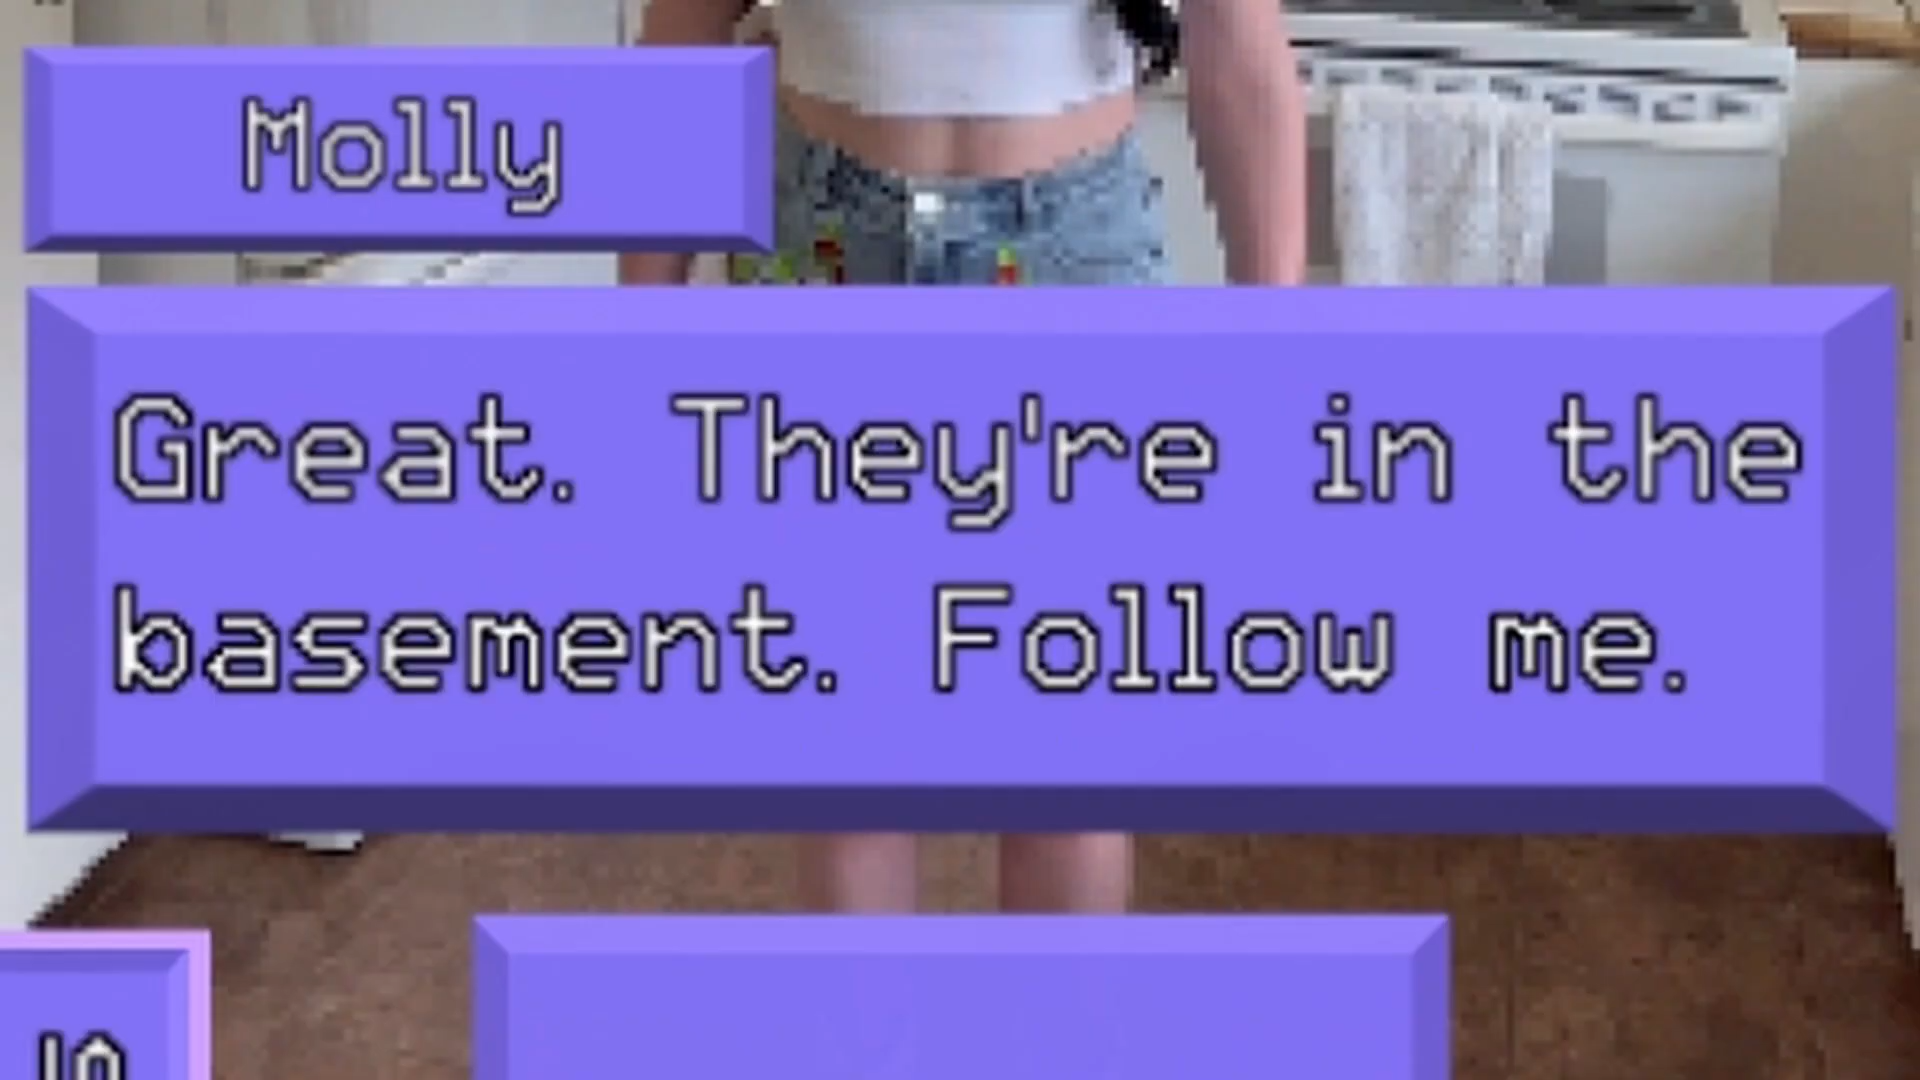 Molly
Great. They're in the
basement. Follow me.